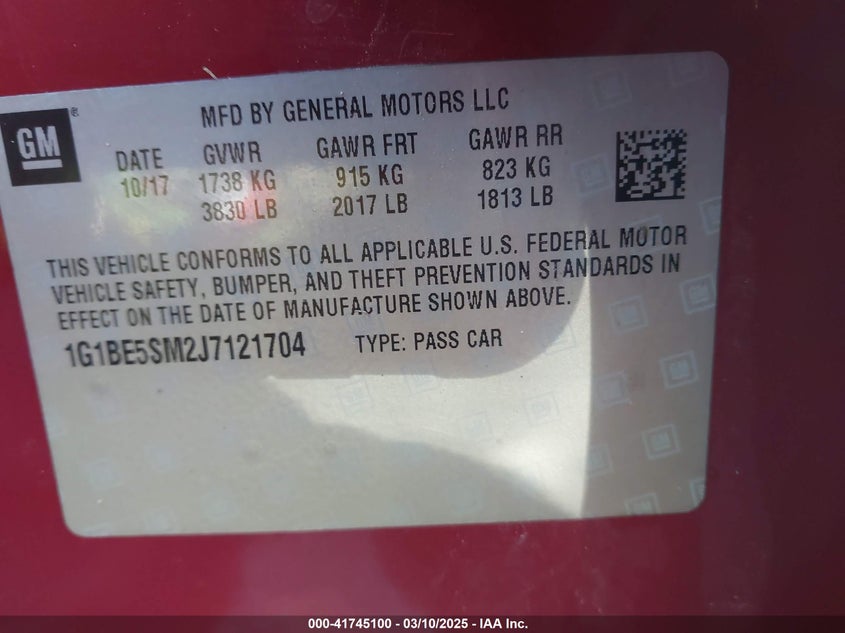 MFD BY GENERAL MOTORS LLC
GM ®
DATE GVWR GAWR FRT GAWR RR
10/17 1738 KG 915 KG 823 KG
3830 LB 2017 LB 1813 LB
THIS VEHICLE CONFORMS TO ALL APPLICABLE U.S. FEDERAL MOTOR
VEHICLE SAFETY, BUMPER, AND THEFT PREVENTION STANDARDS IN
EFFECT ON THE DATE OF MANUFACTURE SHOWN ABOVE.
1G1BE5SM2J7121704 TYPE: PASS CAR
000-41745100 — 03/10/2025 - IAA Inc.